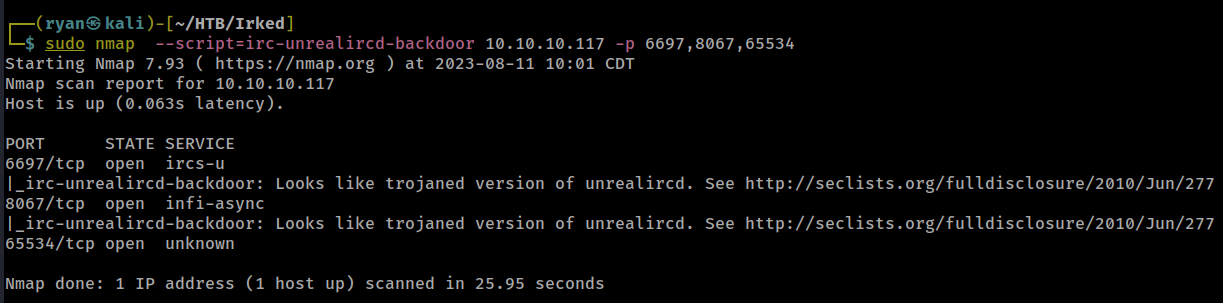 ┌──(ryan㉿kali)-[~/HTB/Irked]
└─$ sudo nmap  --script=irc-unrealircd-backdoor 10.10.10.117 -p 6697,8067,65534
Starting Nmap 7.93 ( https://nmap.org ) at 2023-08-11 10:01 CDT
Nmap scan report for 10.10.10.117
Host is up (0.063s latency).

PORT      STATE SERVICE
6697/tcp  open  ircs-u
|_irc-unrealircd-backdoor: Looks like trojaned version of unrealircd. See http://seclists.org/fulldisclosure/2010/Jun/277
8067/tcp  open  infi-async
|_irc-unrealircd-backdoor: Looks like trojaned version of unrealircd. See http://seclists.org/fulldisclosure/2010/Jun/277
65534/tcp open  unknown

Nmap done: 1 IP address (1 host up) scanned in 25.95 seconds